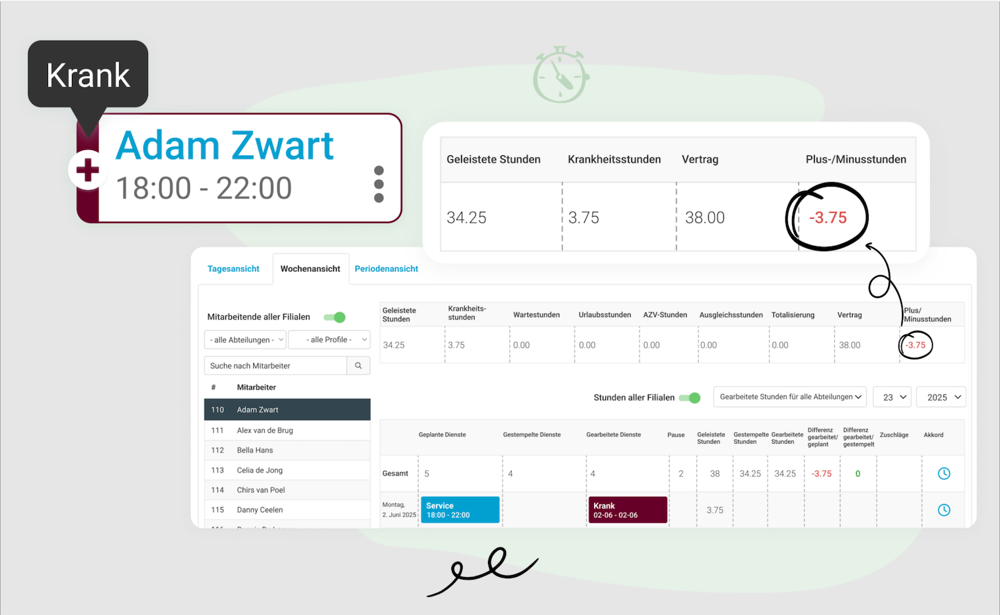 Krank
Adam Zwart
18:00 - 22:00
Geleistete Stunden Krankheitsstunden Vertrag Plus-/Minusstunden
34.25 3.75 38.00 -3.75
Tagesansicht Wochenansicht Periodenansicht
Mitarbeitende aller Filialen
- alle Abteilungen - - alle Profile -
Suche nach Mitarbeiter
# Mitarbeiter
110 Adam Zwart
111 Alex van de Brug
112 Bella Hans
113 Celia de Jong
114 Chirs van Poel
115 Danny Ceelen
Geleistete
Stunden
Krankheits-
stunden
Wartestunden
Urlaubsstunden
AZV-Stunden
Ausgleichsstunden
Totalisierung
Vertrag
Plus/
Minusstunden
34.25 3.75 0.00 0.00 0.00 0.00 0.00 38.00 -3.75
Stunden aller Filialen Gearbeitete Stunden für alle Abteilungen 23 2025
Geplante Dienste
Gestempelte Dienste
Gearbeitete Dienste
Pause
Geleistete
Stunden
Gestempelte
Stunden
Gearbeitete
Stunden
Differenz
gearbeitet/
geplant
Differenz
gearbeitet/
gestempelt
Zuschläge
Akkord
Gesamt 5 4 4 2 38 34.25 34.25 -3.75 0
Montag,
2. Juni 2025
Service
18:00 - 22:00
Krank
02-06 - 02-06
3.75